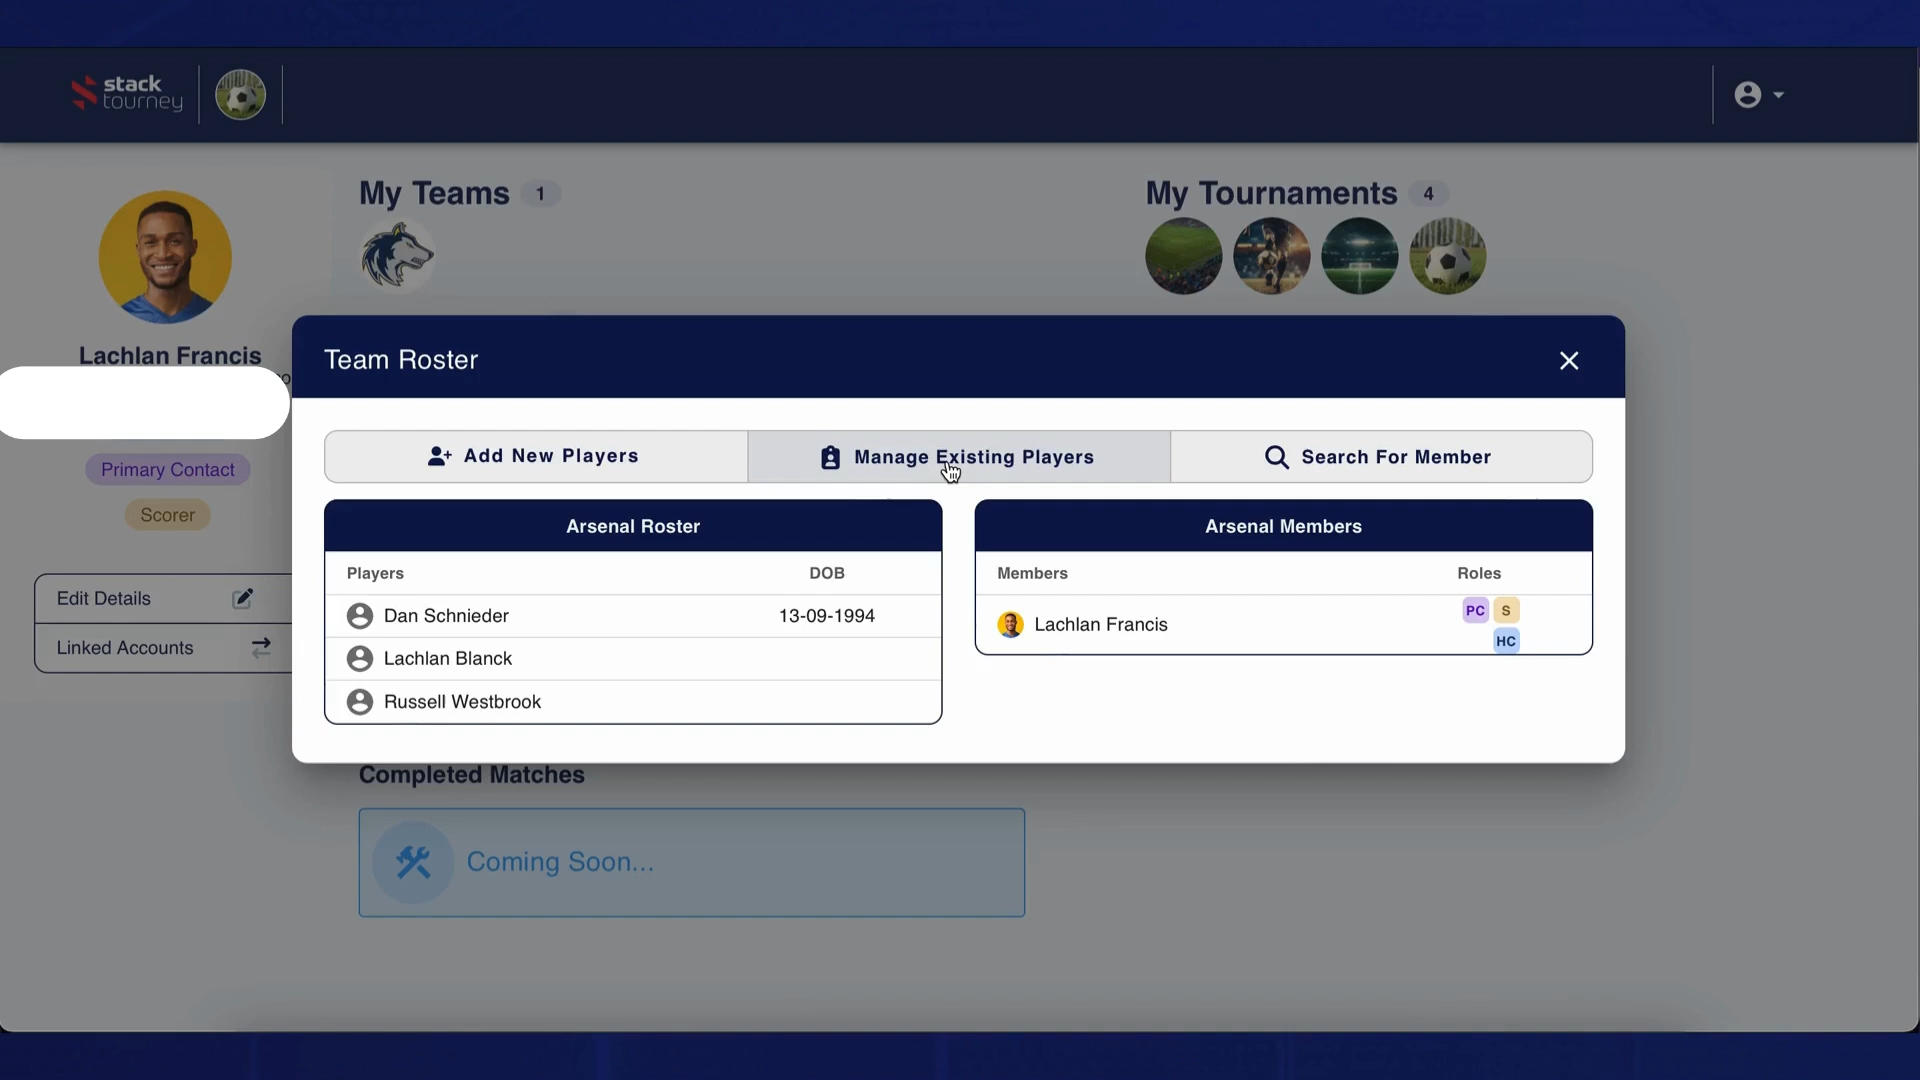 stack
tourney
My Teams 1
My Tournaments 4
Lachlan Francis
Primary Contact
Scorer
Edit Details
Linked Accounts
Team Roster
Add New Players
Manage Existing Players
Search For Member
Arsenal Roster
Players DOB
Dan Schnieder 13-09-1994
Lachlan Blanck
Russell Westbrook
Arsenal Members
Members Roles
Lachlan Francis PC S
HC
Completed Matches
Coming Soon...